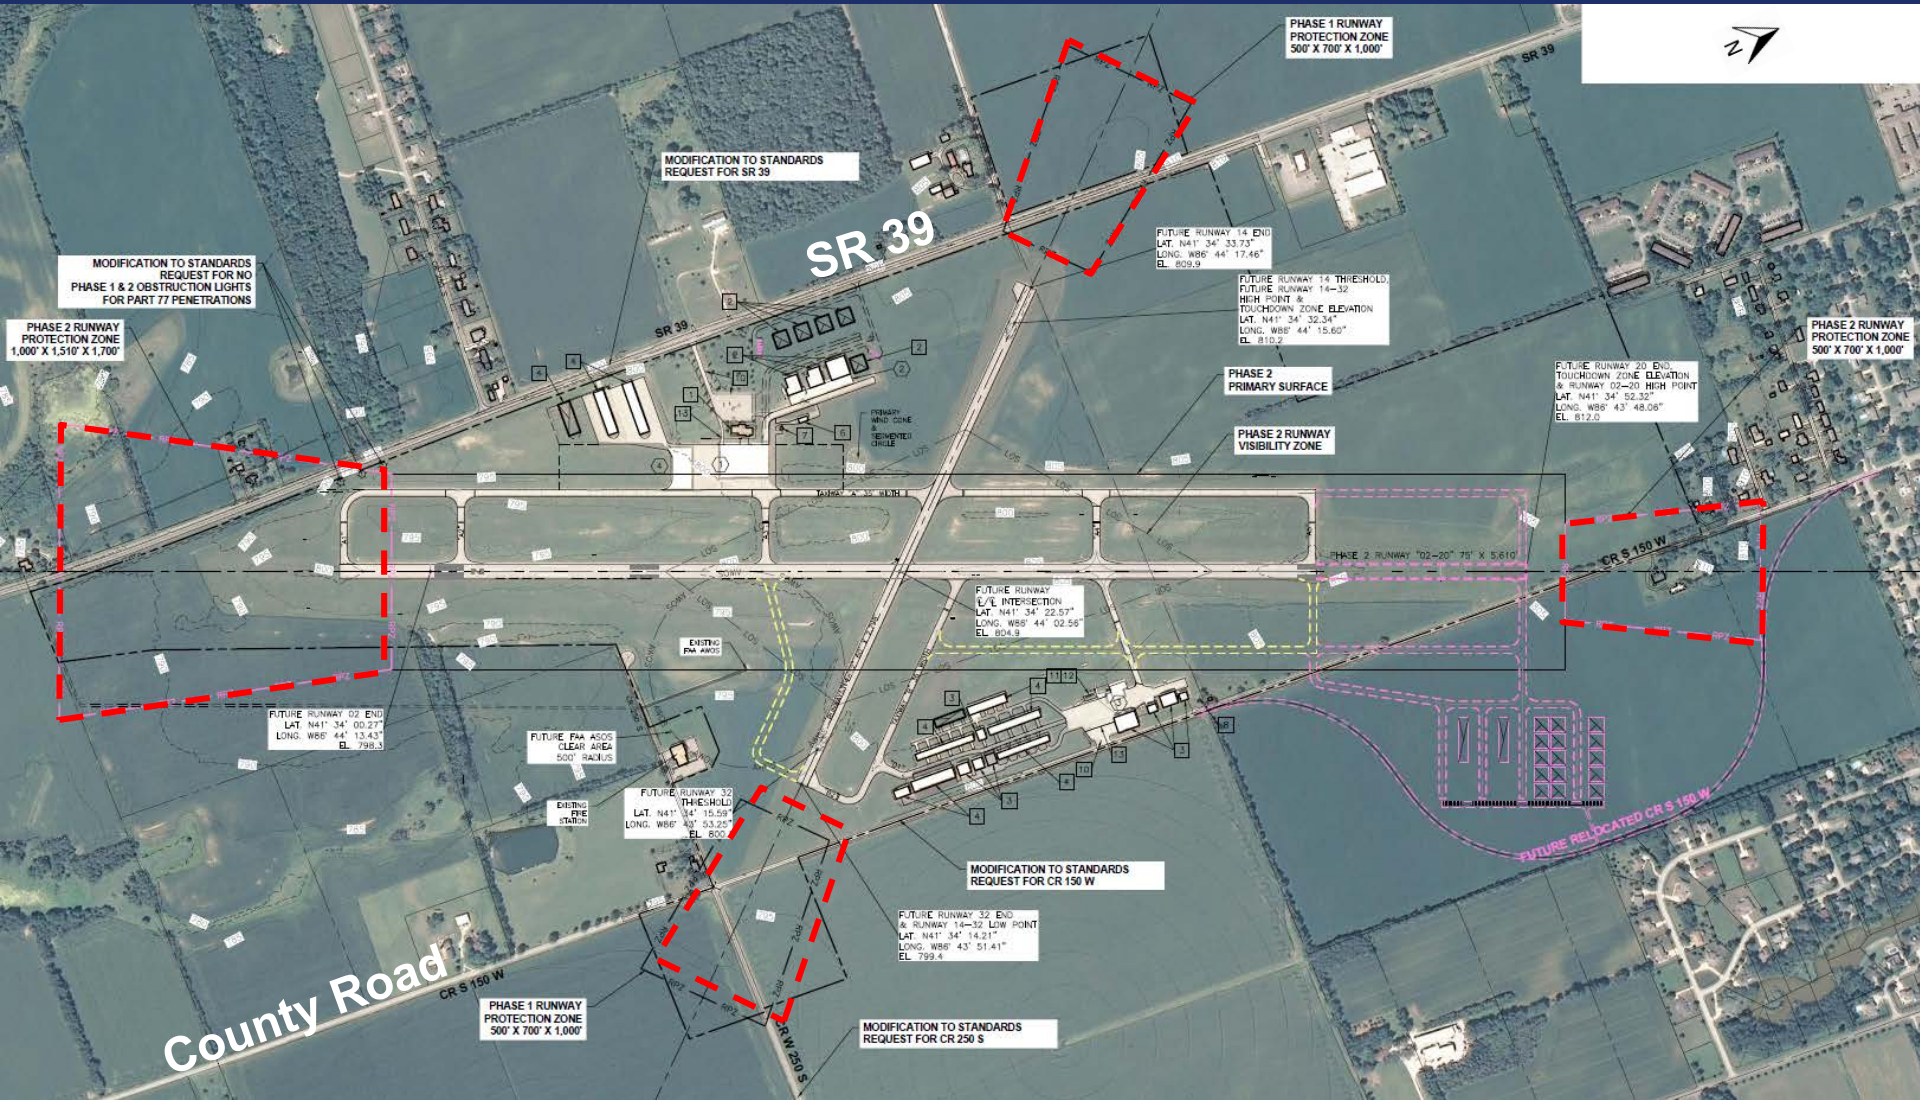 PHASE 1 RUNWAY
PROTECTION ZONE
500' X 700' X 1,000'
SR 39
N
MODIFICATION TO STANDARDS
REQUEST FOR SR 39
SR 39
SR 39
MODIFICATION TO STANDARDS
REQUEST FOR NO
PHASE 1 & 2 OBSTRUCTION LIGHTS
FOR PART 77 PENETRATIONS
PHASE 2 RUNWAY
PROTECTION ZONE
1,000' X 1,510' X 1,700'
FUTURE RUNWAY 14 END
LAT. N41° 34' 33.73"
LONG. W86° 44' 17.46"
EL. 809.9
FUTURE RUNWAY 14 THRESHOLD,
FUTURE RUNWAY 14-32
HIGH POINT &
TOUCHDOWN ZONE ELEVATION
LAT. N41° 34' 32.34"
LONG. W86° 44' 15.60"
EL. 810.2
PHASE 2
PRIMARY SURFACE
PHASE 2 RUNWAY
VISIBILITY ZONE
PHASE 2 RUNWAY
PROTECTION ZONE
500' X 700' X 1,000'
FUTURE RUNWAY 20 END,
TOUCHDOWN ZONE ELEVATION
& RUNWAY 02-20 HIGH POINT
LAT. N41° 34' 52.32"
LONG. W86° 43' 48.06"
EL. 812.0
PRIMARY
WIND CONE
&
SEGMENTED
CIRCLE
TAXIWAY "A" 35' WIDTH
PHASE 2 RUNWAY "02-20" 75' X 5,610'
CR S 150 W
FUTURE RUNWAY
℄/℄ INTERSECTION
LAT. N41° 34' 22.57"
LONG. W86° 44' 02.56"
EL. 804.9
EXISTING
FAA AWOS
FUTURE RUNWAY 02 END
LAT. N41° 34' 00.27"
LONG. W86° 44' 13.43"
EL. 798.3
FUTURE FAA ASOS
CLEAR AREA
500' RADIUS
EXISTING
FIRE
STATION
FUTURE RUNWAY 32
THRESHOLD
LAT. N41° 34' 15.59"
LONG. W86° 43' 53.25"
EL. 800.
FUTURE RELOCATED CR S 150 W
MODIFICATION TO STANDARDS
REQUEST FOR CR 150 W
FUTURE RUNWAY 32 END
& RUNWAY 14-32 LOW POINT
LAT. N41° 34' 14.21"
LONG. W86° 43' 51.41"
EL. 799.4
County Road
CR S 150 W
PHASE 1 RUNWAY
PROTECTION ZONE
500' X 700' X 1,000'
CR W 250 S
MODIFICATION TO STANDARDS
REQUEST FOR CR 250 S